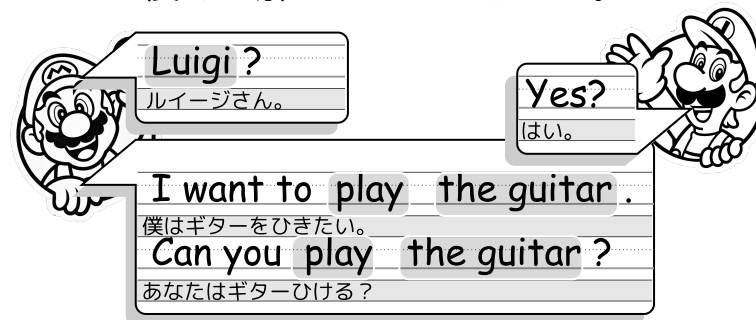 Luigi ?
ルイージさん。
Yes?
はい。
I want to play the guitar .
僕はギターをひきたい。
Can you play the guitar ?
あなたはギターひける？